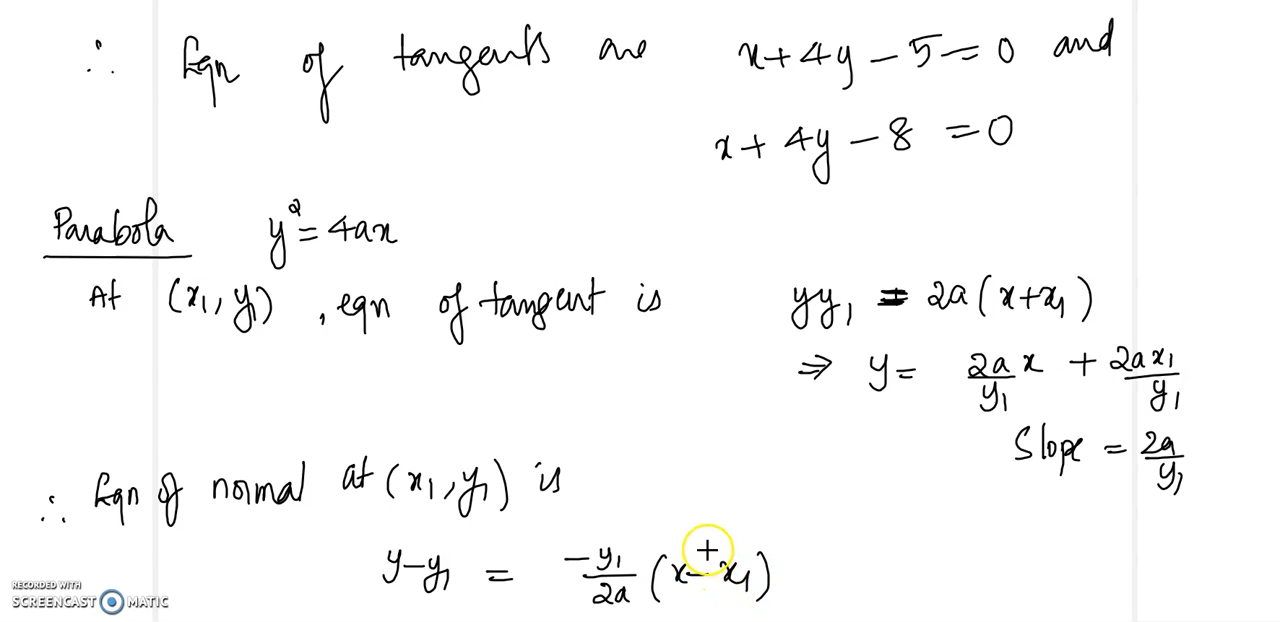 ∴ Eqn of tangents are x + 4y - 5 = 0 and
x + 4y - 8 = 0
Parabola y² = 4ax
At (x₁, y₁), eqn of tangent is yy₁ = 2a(x+x₁)
⇒ y = 2a/y₁ x + 2ax₁/y₁
Slope = 2a/y₁
∴ Eqn of normal at (x₁, y₁) is
y-y₁ = -y₁/2a (x-x₁)
RECORDED WITH
SCREENCAST MATIC